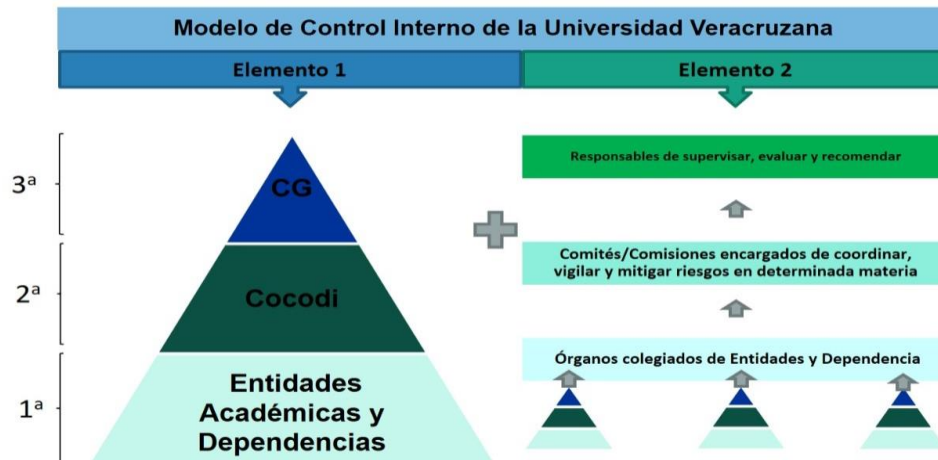 Modelo de Control Interno de la Universidad Veracruzana
Elemento 1
Elemento 2
3ª
CG
Responsables de supervisar, evaluar y recomendar
2ª
Cocodi
Comités/Comisiones encargados de coordinar,
vigilar y mitigar riesgos en determinada materia
1ª
Entidades
Académicas y
Dependencias
Órganos colegiados de Entidades y Dependencia